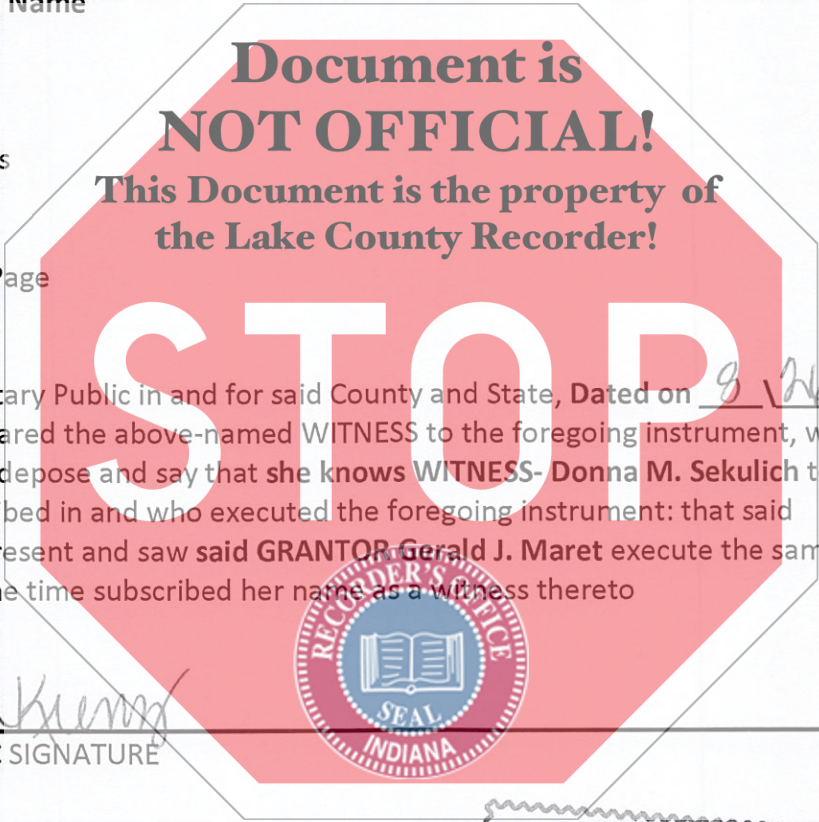 Name
Document is
NOT OFFICIAL!
This Document is the property of
the Lake County Recorder!
s
Page
STOP
tary Public in and for said County and State, Dated on 8 \ 26
ared the above-named WITNESS to the foregoing instrument, w
depose and say that she knows WITNESS- Donna M. Sekulich t
bed in and who executed the foregoing instrument: that said
resent and saw said GRANTOR Gerald J. Maret execute the sam
e time subscribed her name as a witness thereto
RECORDER'S OFFICE
SEAL
INDIANA
SIGNATURE